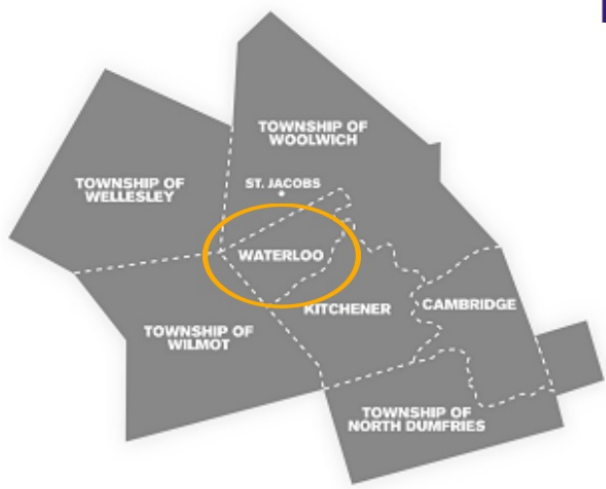 TOWNSHIP OF
WOOLWICH
TOWNSHIP OF
WELLESLEY
ST. JACOBS
WATERLOO
KITCHENER
CAMBRIDGE
TOWNSHIP OF
WILMOT
TOWNSHIP OF
NORTH DUMFRIES